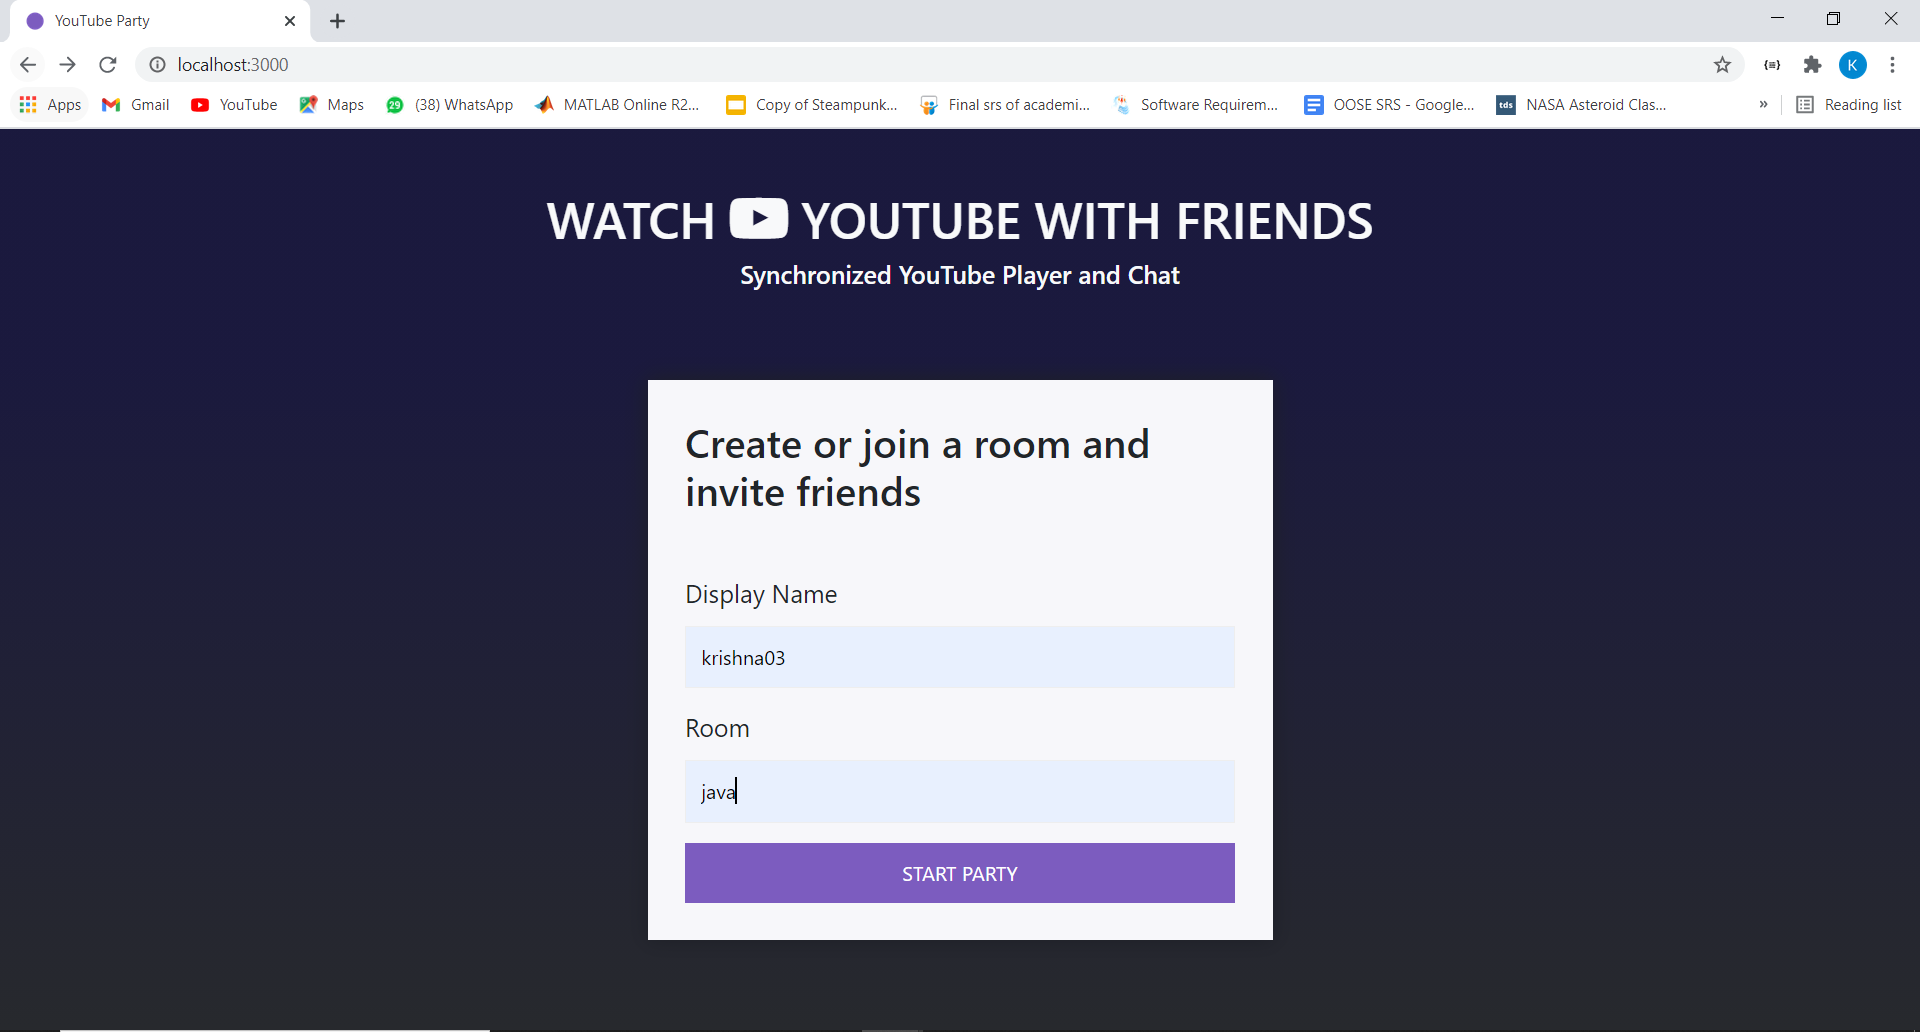 YouTube Party
localhost:3000
Apps Gmail YouTube Maps 29 (38) WhatsApp MATLAB Online R2... Copy of Steampunk... Final srs of academi... Software Requirem... OOSE SRS - Google... tds NASA Asteroid Clas... » Reading list
K
WATCH YOUTUBE WITH FRIENDS
Synchronized YouTube Player and Chat
Create or join a room and
invite friends
Display Name
krishna03
Room
java
START PARTY